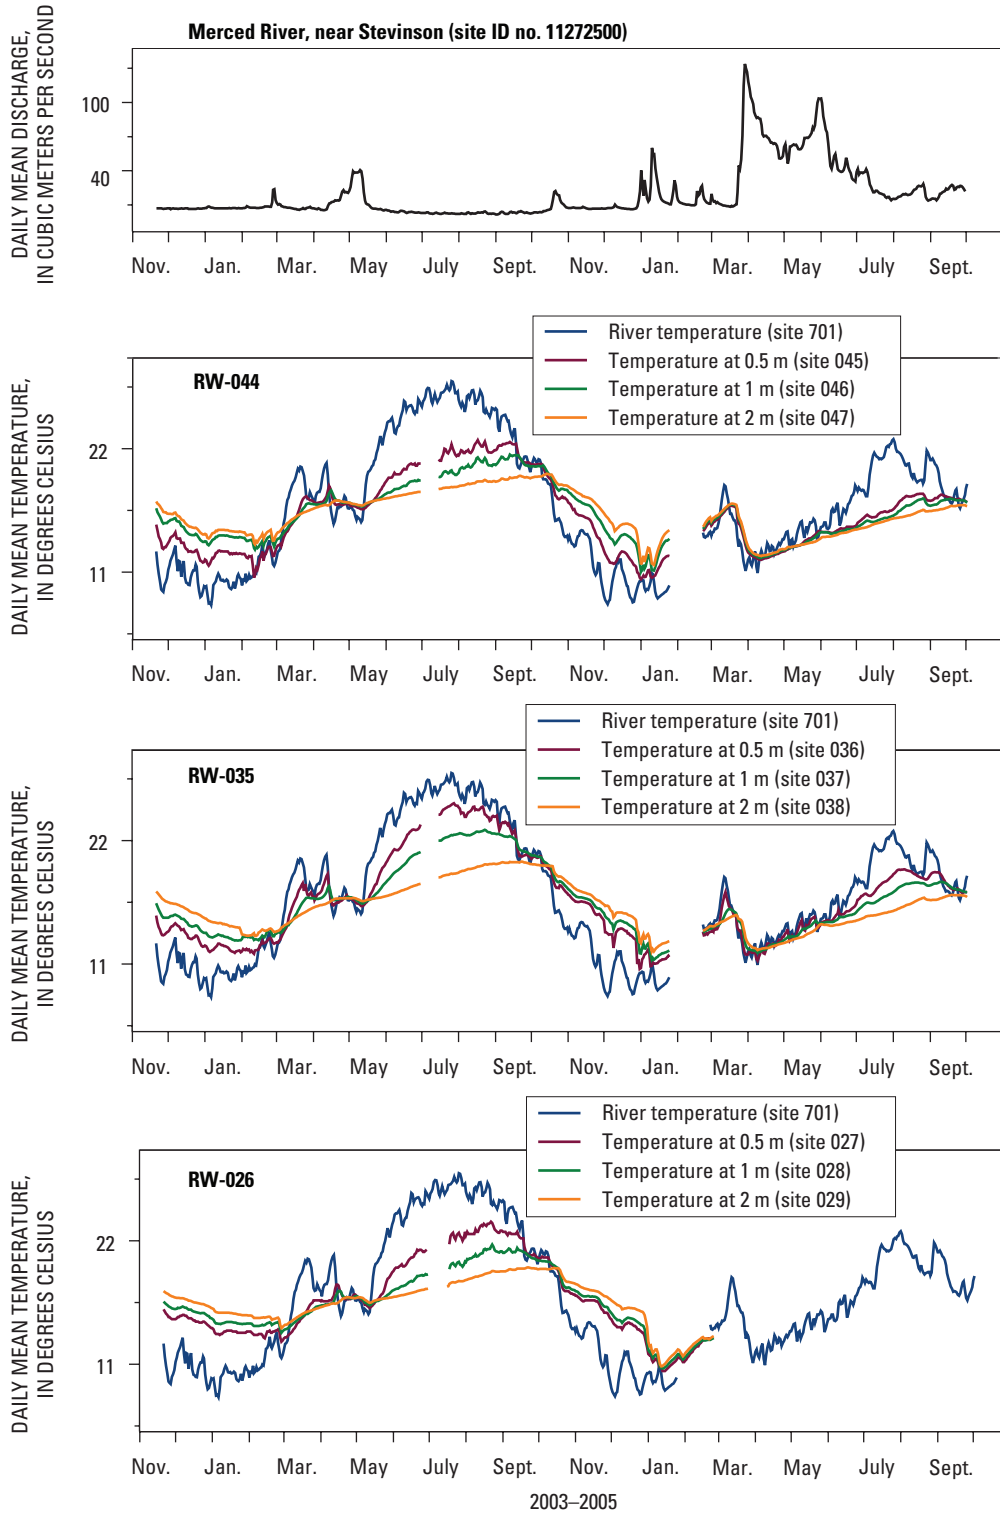 Merced River, near Stevinson (site ID no. 11272500)
DAILY MEAN DISCHARGE,
IN CUBIC METERS PER SECOND
100
40
Nov. Jan. Mar. May July Sept. Nov. Jan. Mar. May July Sept.
River temperature (site 701)
Temperature at 0.5 m (site 045)
Temperature at 1 m (site 046)
Temperature at 2 m (site 047)
RW-044
DAILY MEAN TEMPERATURE,
IN DEGREES CELSIUS
22
11
Nov. Jan. Mar. May July Sept. Nov. Jan. Mar. May July Sept.
River temperature (site 701)
Temperature at 0.5 m (site 036)
Temperature at 1 m (site 037)
Temperature at 2 m (site 038)
RW-035
DAILY MEAN TEMPERATURE,
IN DEGREES CELSIUS
22
11
Nov. Jan. Mar. May July Sept. Nov. Jan. Mar. May July Sept.
River temperature (site 701)
Temperature at 0.5 m (site 027)
Temperature at 1 m (site 028)
Temperature at 2 m (site 029)
RW-026
DAILY MEAN TEMPERATURE,
IN DEGREES CELSIUS
22
11
Nov. Jan. Mar. May July Sept. Nov. Jan. Mar. May July Sept.
2003–2005